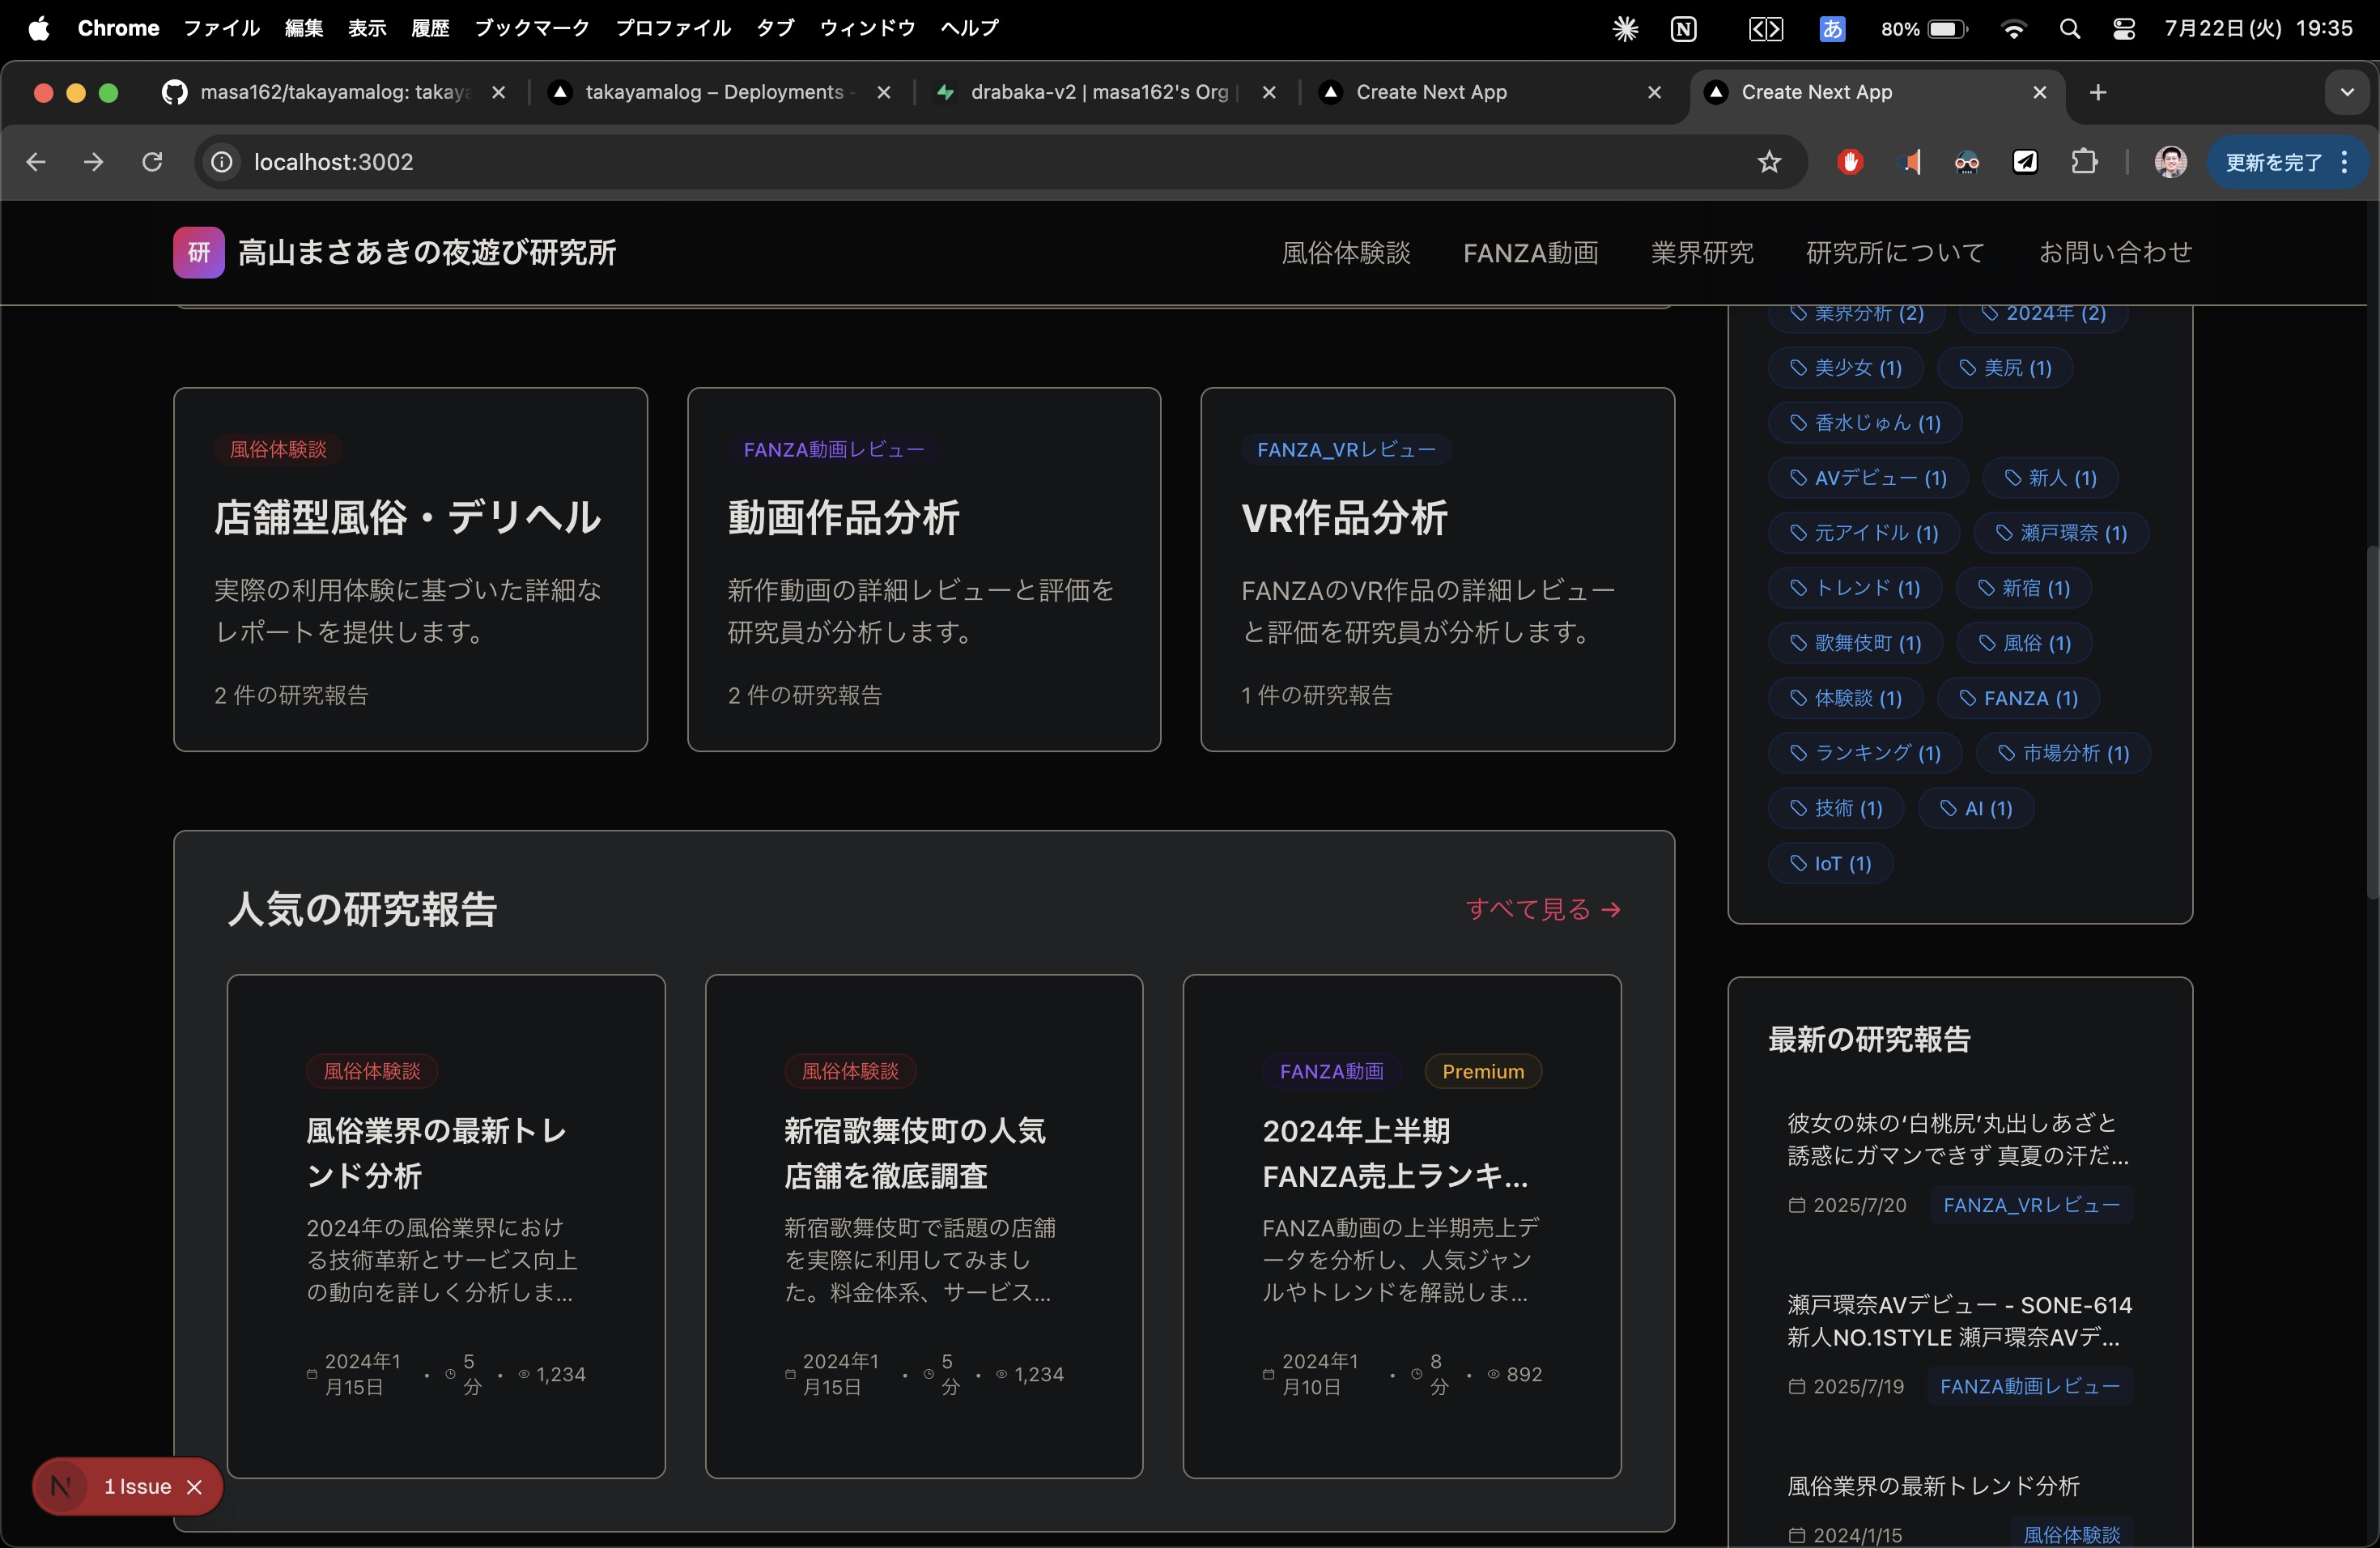 Chrome ファイル 編集 表示 履歴 ブックマーク プロファイル タブ ウィンドウ ヘルプ
あ 80% 7月22日(火) 19:35
masa162/takayamalog: takaya
takayamalog – Deployments -
drabaka-v2 | masa162's Org |
Create Next App
Create Next App
localhost:3002
更新を完了
研 高山まさあきの夜遊び研究所
風俗体験談 FANZA動画 業界研究 研究所について お問い合わせ
風俗体験談
店舗型風俗・デリヘル
実際の利用体験に基づいた詳細な
レポートを提供します。
2 件の研究報告
FANZA動画レビュー
動画作品分析
新作動画の詳細レビューと評価を
研究員が分析します。
2 件の研究報告
FANZA_VRレビュー
VR作品分析
FANZAのVR作品の詳細レビュー
と評価を研究員が分析します。
1 件の研究報告
人気の研究報告
すべて見る →
風俗体験談
風俗業界の最新トレ
ンド分析
2024年の風俗業界におけ
る技術革新とサービス向上
の動向を詳しく分析しま...
2024年1
月15日
•
5
分
•
1,234
風俗体験談
新宿歌舞伎町の人気
店舗を徹底調査
新宿歌舞伎町で話題の店舗
を実際に利用してみまし
た。料金体系、サービス...
2024年1
月15日
•
5
分
•
1,234
FANZA動画 Premium
2024年上半期
FANZA売上ランキ...
FANZA動画の上半期売上デ
ータを分析し、人気ジャン
ルやトレンドを解説しま...
2024年1
月10日
•
8
分
•
892
業界分析 (2) 2024年 (2)
美少女 (1) 美尻 (1)
香水じゅん (1)
AVデビュー (1) 新人 (1)
元アイドル (1) 瀬戸環奈 (1)
トレンド (1) 新宿 (1)
歌舞伎町 (1) 風俗 (1)
体験談 (1) FANZA (1)
ランキング (1) 市場分析 (1)
技術 (1) AI (1)
IoT (1)
最新の研究報告
彼女の妹の‘白桃尻’丸出しあざと
誘惑にガマンできず 真夏の汗だ...
2025/7/20 FANZA_VRレビュー
瀬戸環奈AVデビュー - SONE-614
新人NO.1STYLE 瀬戸環奈AVデ...
2025/7/19 FANZA動画レビュー
風俗業界の最新トレンド分析
2024/1/15 風俗体験談
N 1 Issue